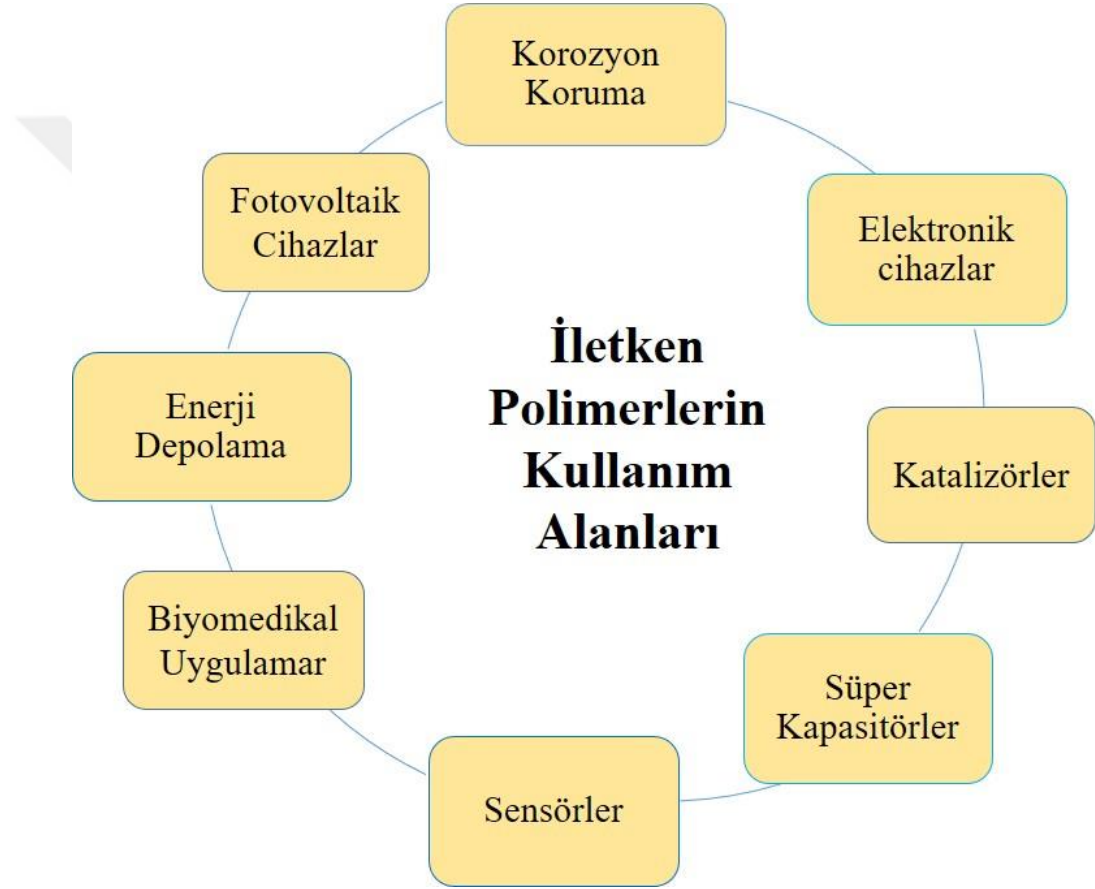 Korozyon
Koruma
Fotovoltaik
Cihazlar
Elektronik
cihazlar
İletken
Polimerlerin
Kullanım
Alanları
Enerji
Depolama
Katalizörler
Biyomedikal
Uygulamar
Süper
Kapasitörler
Sensörler